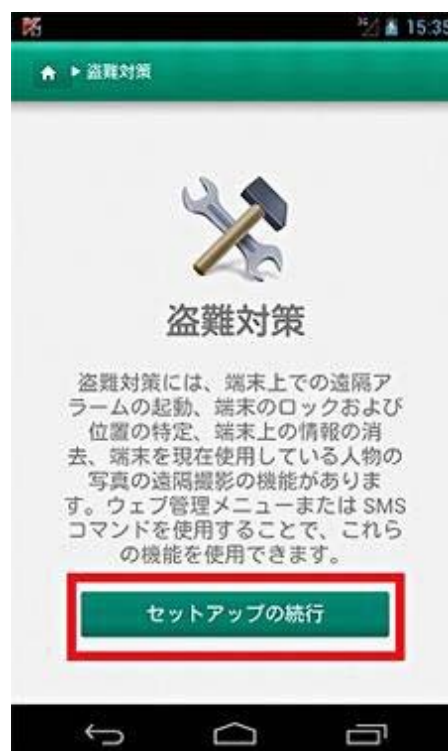 15:35
盗難対策
盗難対策
盗難対策には、端末上での遠隔ア
ラームの起動、端末のロックおよび
位置の特定、端末上の情報の消
去、端末を現在使用している人物の
写真の遠隔撮影の機能がありま
す。ウェブ管理メニューまたは SMS
コマンドを使用することで、これら
の機能を使用できます。
セットアップの続行